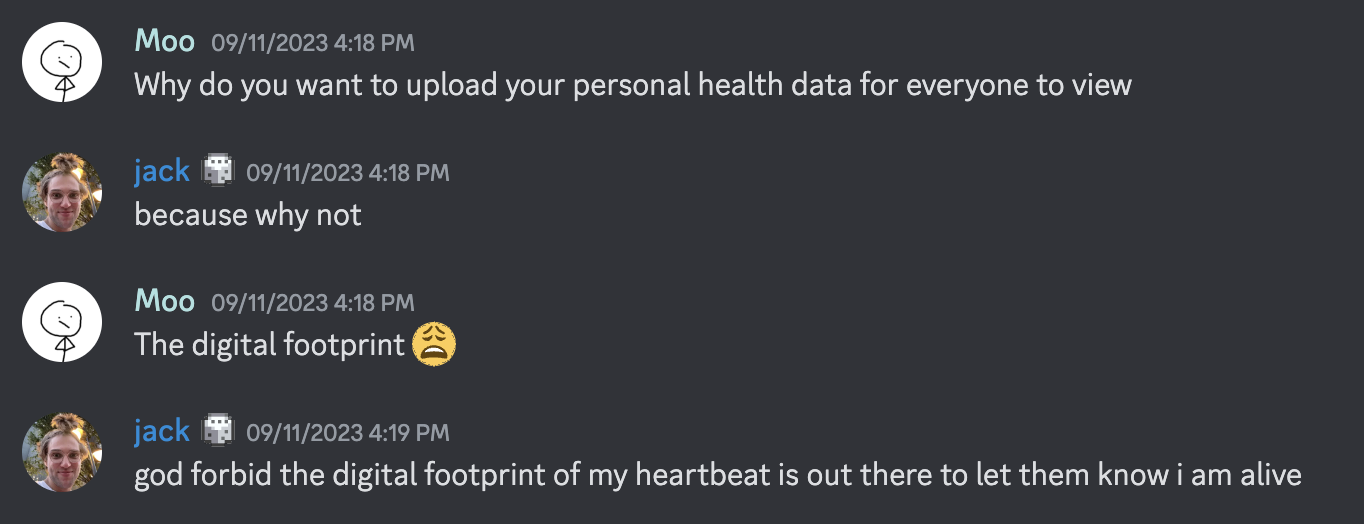 Moo 09/11/2023 4:18 PM
Why do you want to upload your personal health data for everyone to view
jack 09/11/2023 4:18 PM
because why not
Moo 09/11/2023 4:18 PM
The digital footprint 😩
jack 09/11/2023 4:19 PM
god forbid the digital footprint of my heartbeat is out there to let them know i am alive